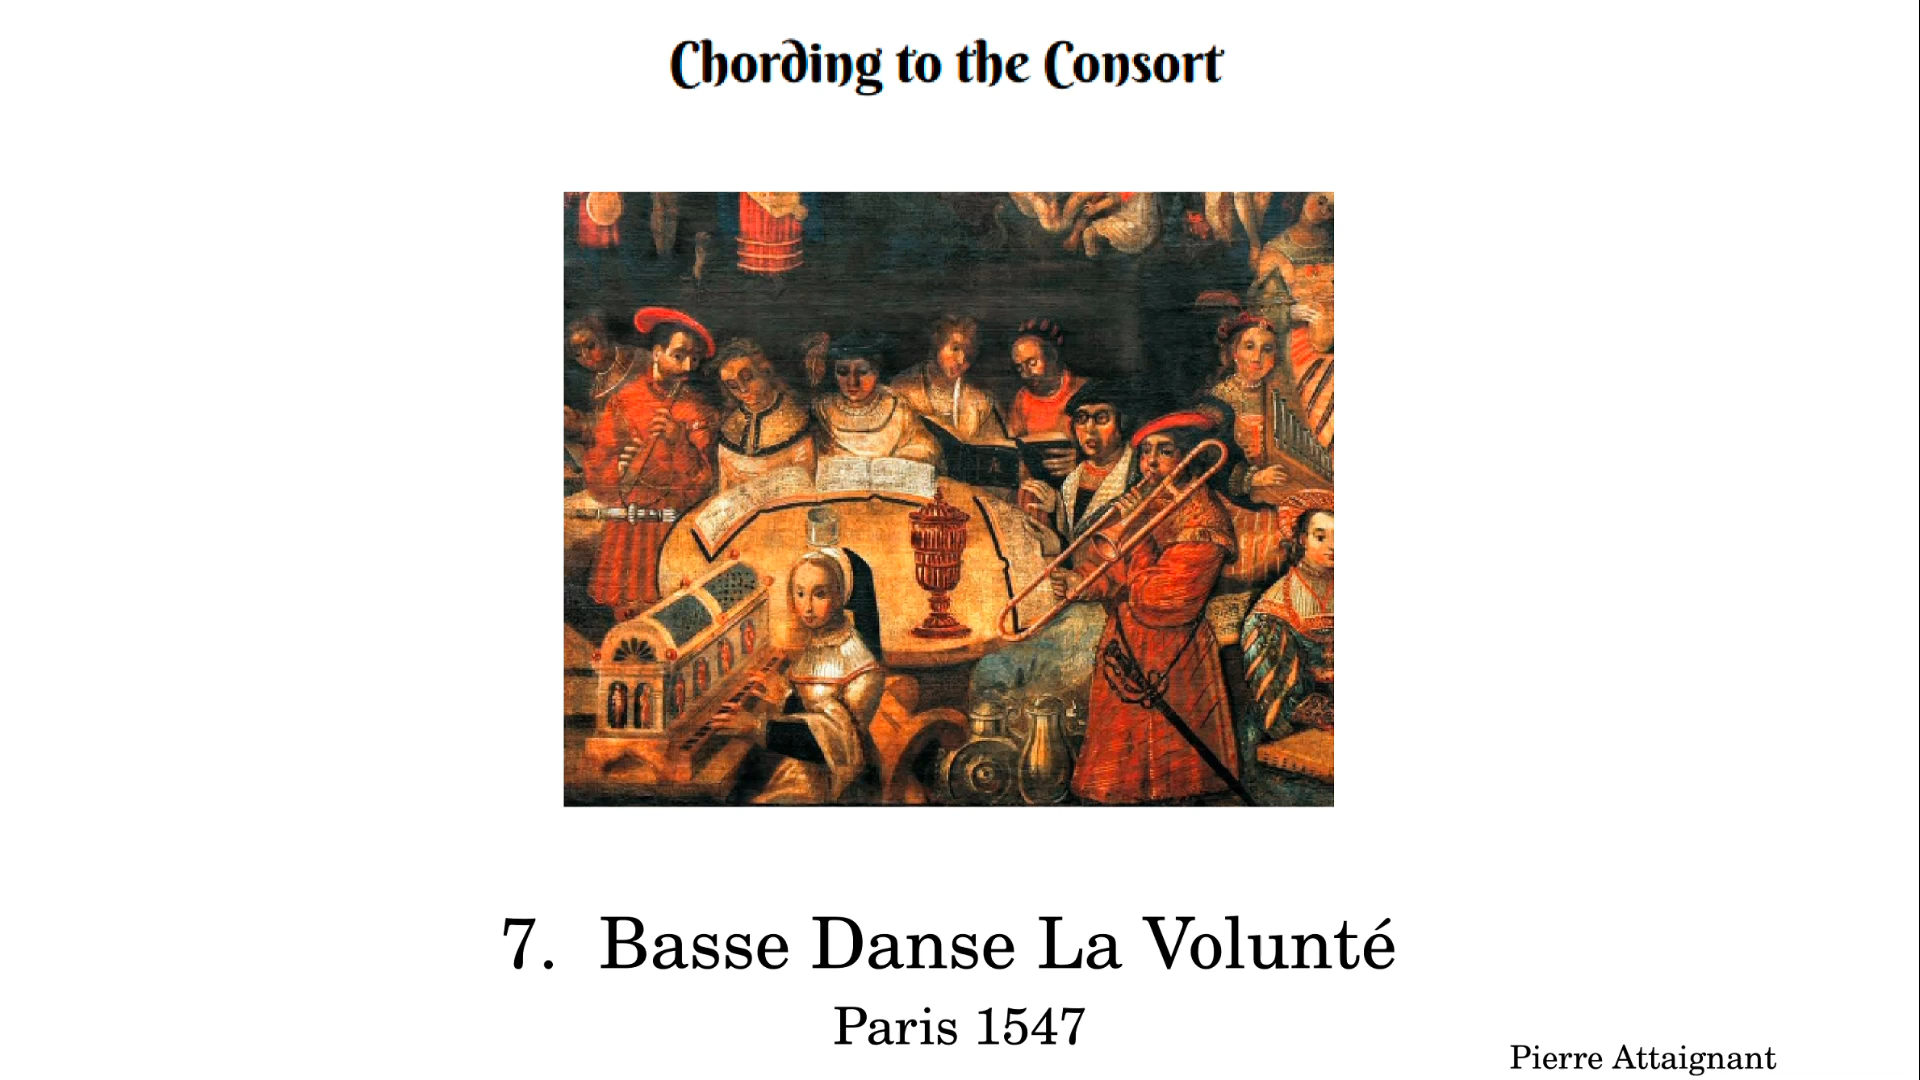 Chording to the Consort
7. Basse Danse La Volunté
Paris 1547
Pierre Attaignant